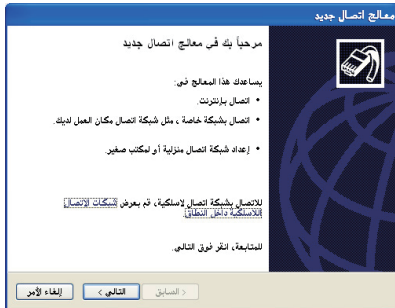 معالج اتصال جديد
مرحباً بك في معالج اتصال جديد
يساعدك هذا المعالج في:
• اتصال بإنترنت.
• اتصال بشبكة خاصة ، مثل شبكة اتصال مكان العمل لديك.
• إعداد شبكة اتصال منزلية أو لمكتب صغير.
للاتصال بشبكة اتصال لاسلكية، قم بعرض شبكات الاتصال
اللاسلكية داخل النطاق.
للمتابعة، انقر فوق التالي.
< السابق
التالي >
إلغاء الأمر